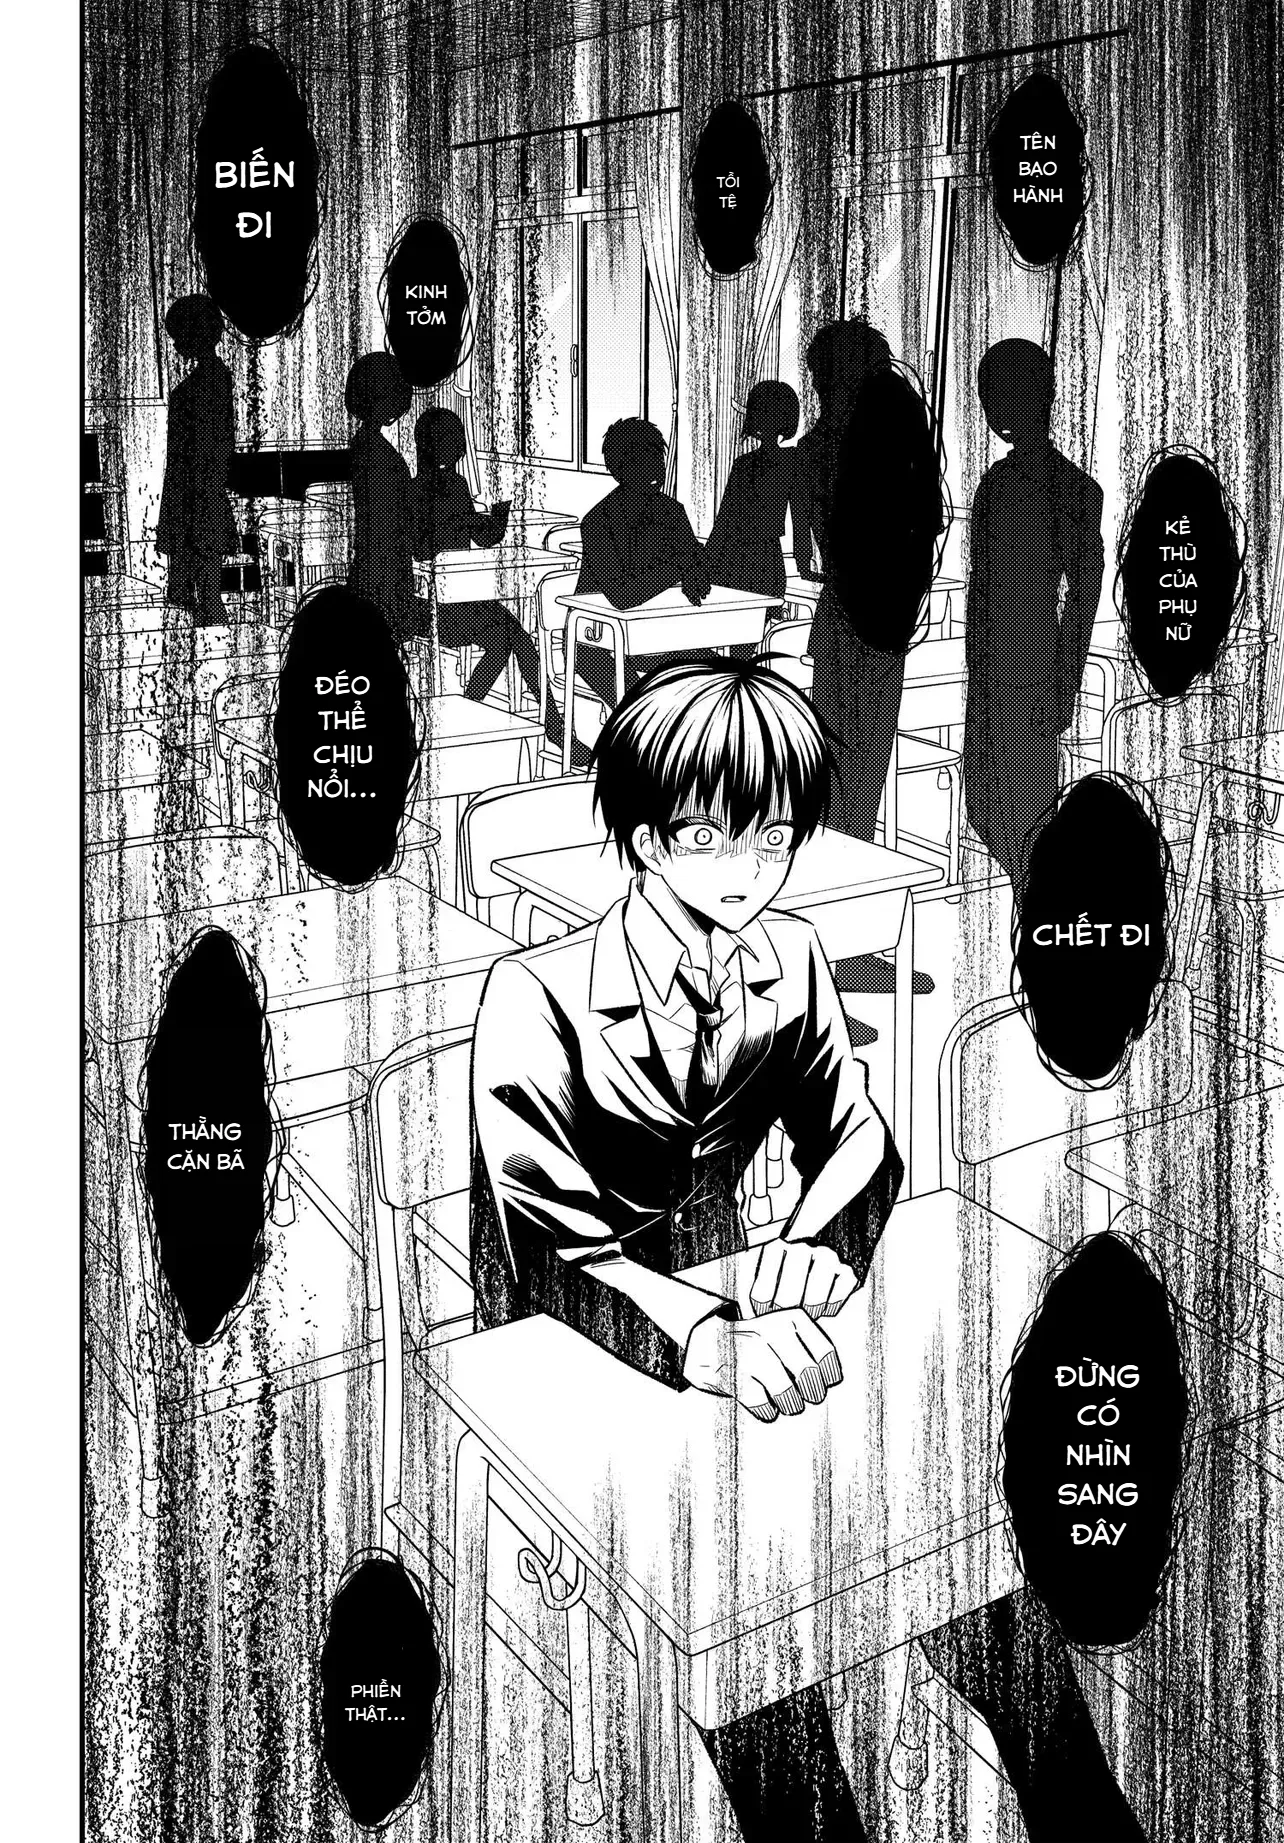 TÊN
BẠO
HÀNH
TỒI
TỆ
BIẾN
ĐI
KINH
TỞM
KẺ
THÙ
CỦA
PHỤ
NỮ
ĐÉO
THỂ
CHỊU
NỔI...
CHẾT ĐI
THẰNG
CẶN BÃ
ĐỪNG
CÓ
NHÌN
SANG
ĐÂY
PHIỀN
THẬT...